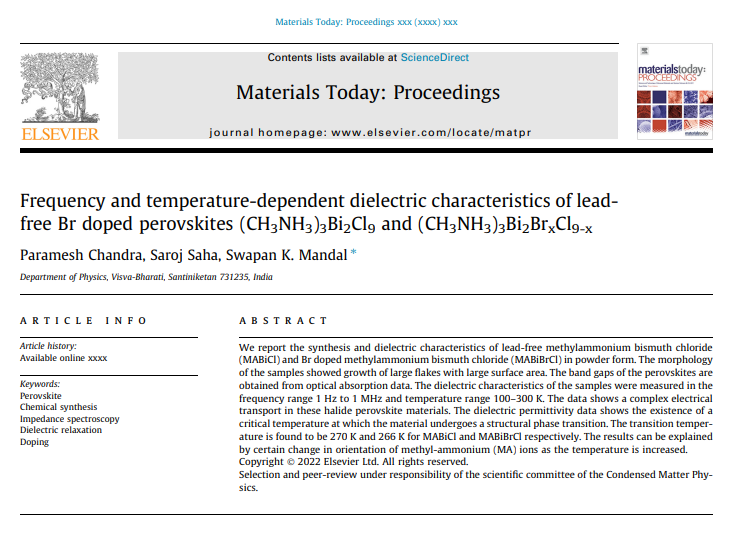 Materials Today: Proceedings xxx (xxxx) xxx
Contents lists available at ScienceDirect
Materials Today: Proceedings
journal homepage: www.elsevier.com/locate/matpr
ELSEVIER
materialstoday:
PROCEEDINGS
Frequency and temperature-dependent dielectric characteristics of lead-
free Br doped perovskites (CH₃NH₃)₃Bi₂Cl₉ and (CH₃NH₃)₃Bi₂BrₓCl₉₋ₓ
Paramesh Chandra, Saroj Saha, Swapan K. Mandal *
Department of Physics, Visva-Bharati, Santiniketan 731235, India
ARTICLE INFO
Article history:
Available online xxxx
Keywords:
Perovskite
Chemical synthesis
Impedance spectroscopy
Dielectric relaxation
Doping
ABSTRACT
We report the synthesis and dielectric characteristics of lead-free methylammonium bismuth chloride
(MABiCl) and Br doped methylammonium bismuth chloride (MABiBrCl) in powder form. The morphology
of the samples showed growth of large flakes with large surface area. The band gaps of the perovskites are
obtained from optical absorption data. The dielectric characteristics of the samples were measured in the
frequency range 1 Hz to 1 MHz and temperature range 100–300 K. The data shows a complex electrical
transport in these halide perovskite materials. The dielectric permittivity data shows the existence of a
critical temperature at which the material undergoes a structural phase transition. The transition temper-
ature is found to be 270 K and 266 K for MABiCl and MABiBrCl respectively. The results can be explained
by certain change in orientation of methyl-ammonium (MA) ions as the temperature is increased.
Copyright © 2022 Elsevier Ltd. All rights reserved.
Selection and peer-review under responsibility of the scientific committee of the Condensed Matter Phy-
sics.